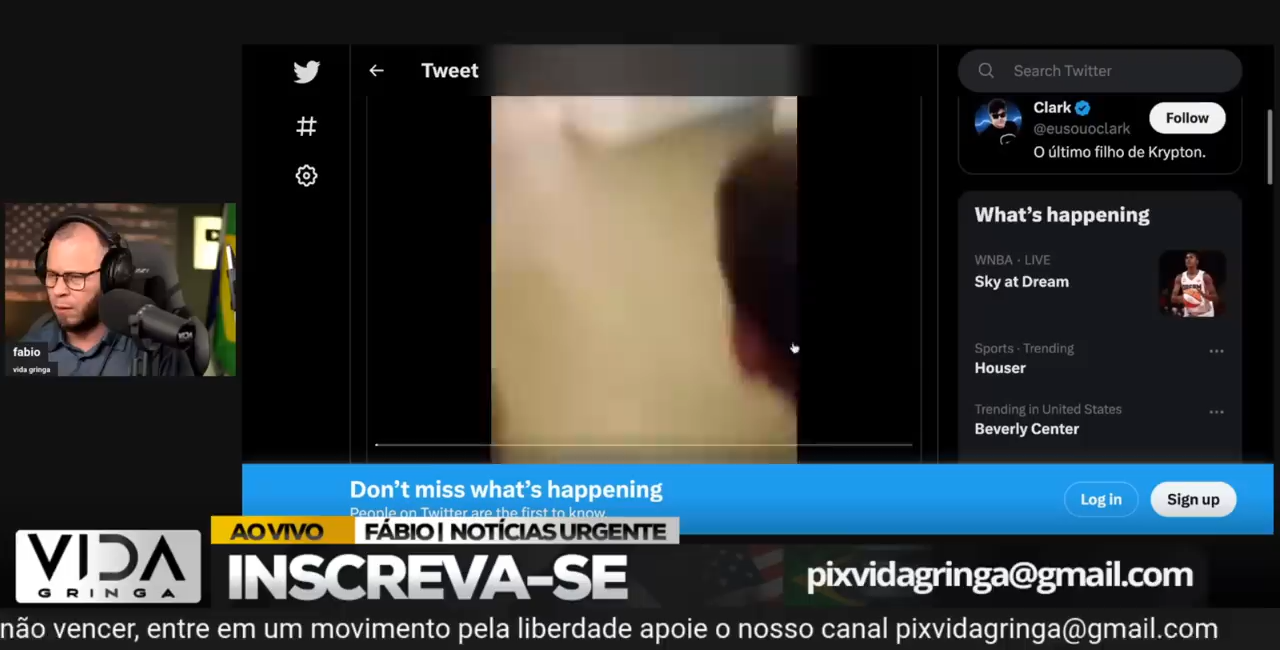 Tweet
Search Twitter
Clark
@eusouoclark
Follow
O último filho de Krypton.
What's happening
WNBA · LIVE
Sky at Dream
Sports · Trending
Houser
Trending in United States
Beverly Center
fabio
vida gringa
Don't miss what's happening
People on Twitter are the first to know.
Log in
Sign up
AO VIVO
FÁBIO | NOTÍCIAS URGENTE
VIDA
GRINGA
INSCREVA-SE
pixvidagringa@gmail.com
não vencer, entre em um movimento pela liberdade apoie o nosso canal pixvidagringa@gmail.com